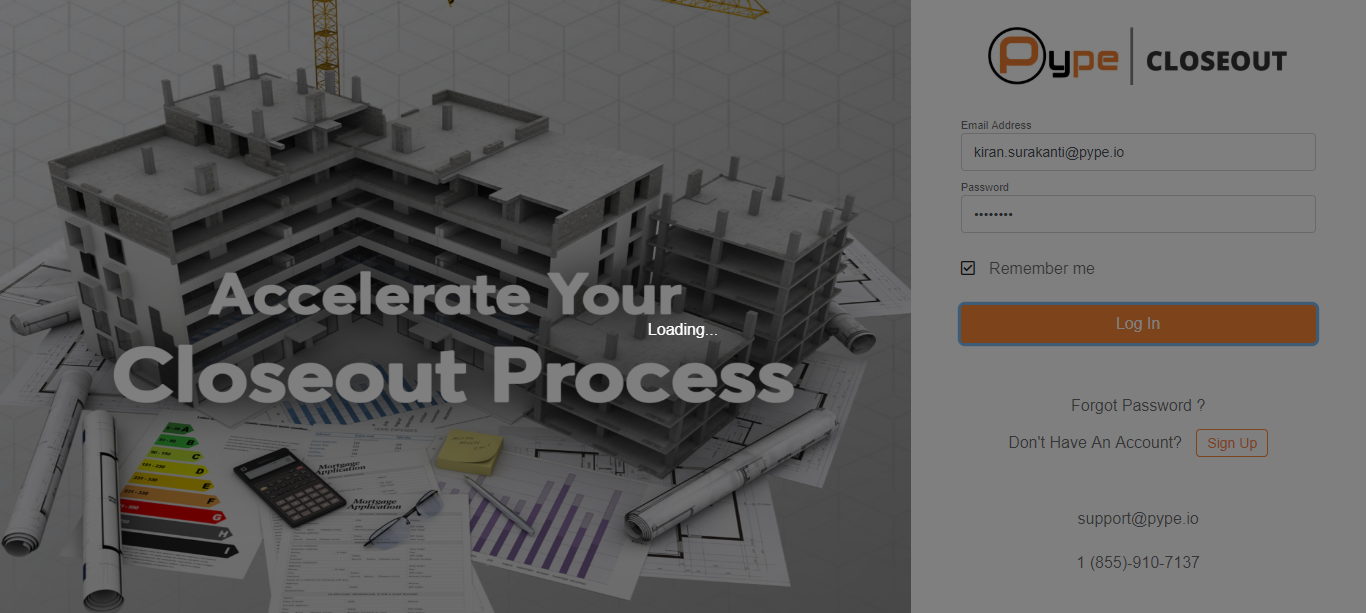 Pype CLOSEOUT
Email Address
kiran.surakanti@pype.io
Password
••••••••
Remember me
Log In
Forgot Password ?
Don't Have An Account? Sign Up
support@pype.io
1 (855)-910-7137
Accelerate Your
Loading...
Closeout Process
Mortgage
Application
Mortgage
Application
A
B
C
D
E
F
G
H
I